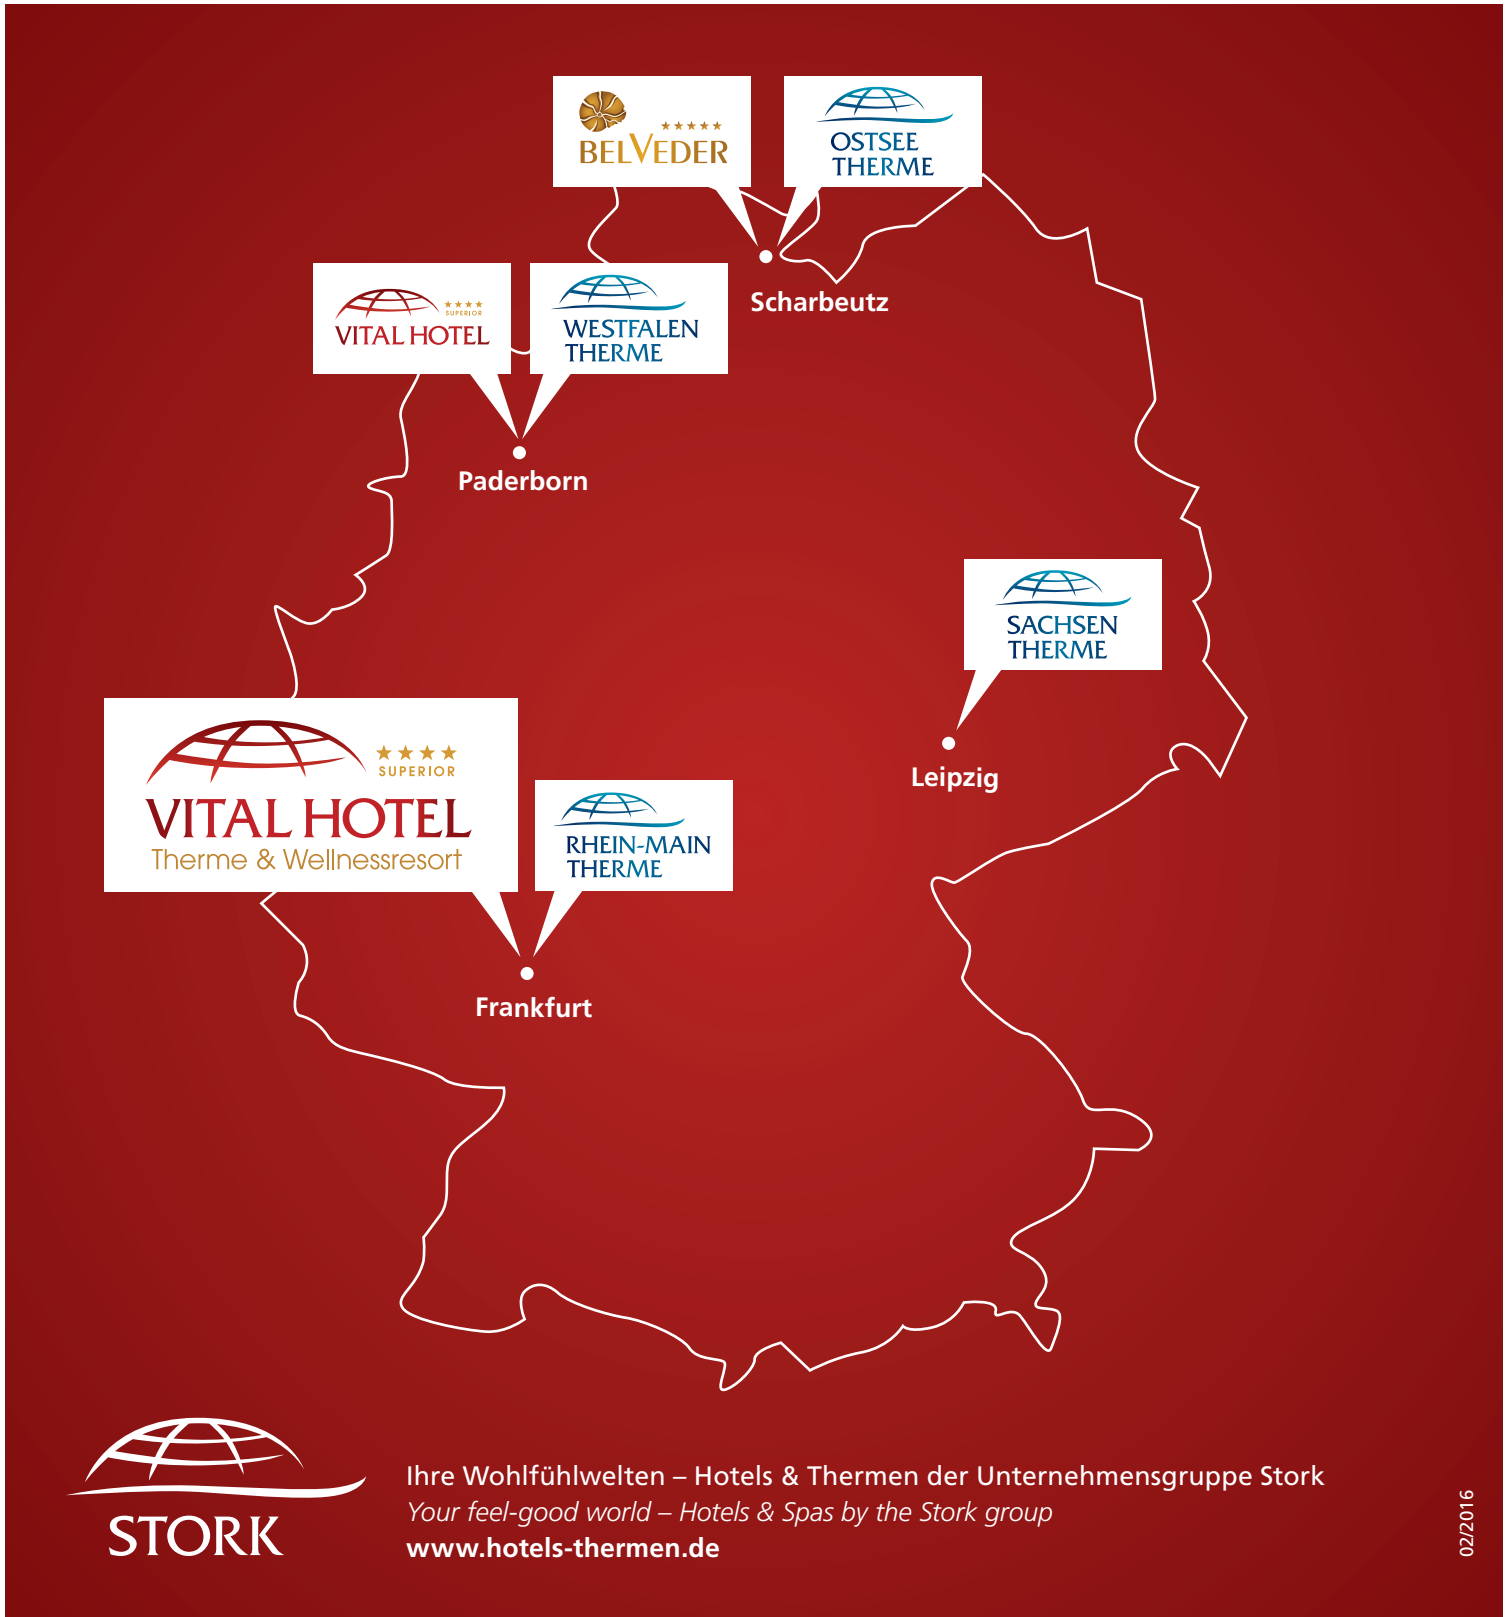 BELVEDER
OSTSEE
THERME
Scharbeutz
SUPERIOR
VITAL HOTEL
WESTFALEN
THERME
Paderborn
SACHSEN
THERME
Leipzig
SUPERIOR
VITAL HOTEL
Therme & Wellnessresort
RHEIN-MAIN
THERME
Frankfurt
STORK
Ihre Wohlfühlwelten – Hotels & Thermen der Unternehmensgruppe Stork
Your feel-good world – Hotels & Spas by the Stork group
www.hotels-thermen.de
02/2016